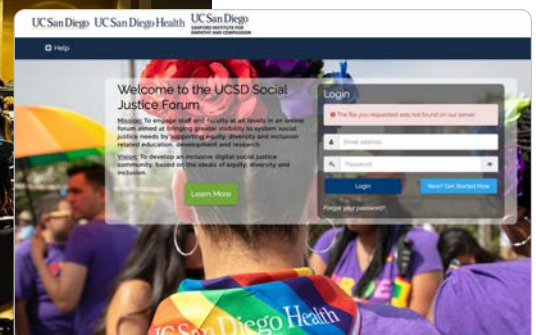 UC San Diego UC San Diego Health UC San Diego
SANFORD INSTITUTE FOR
EMPATHY AND COMPASSION
Help
Welcome to the UCSD Social
Justice Forum
Mission: To engage staff and faculty at all levels in an online
forum aimed at bringing greater visibility to system social
justice needs by supporting equity, diversity and inclusion
related education, development and research.
Vision: To develop an inclusive digital social justice
community, based on the ideals of equity, diversity and
inclusion.
Learn More
Login
The file you requested was not found on our server
Email address
Password
Login
New? Get Started Now
Forgot your password?
UC San Diego Health